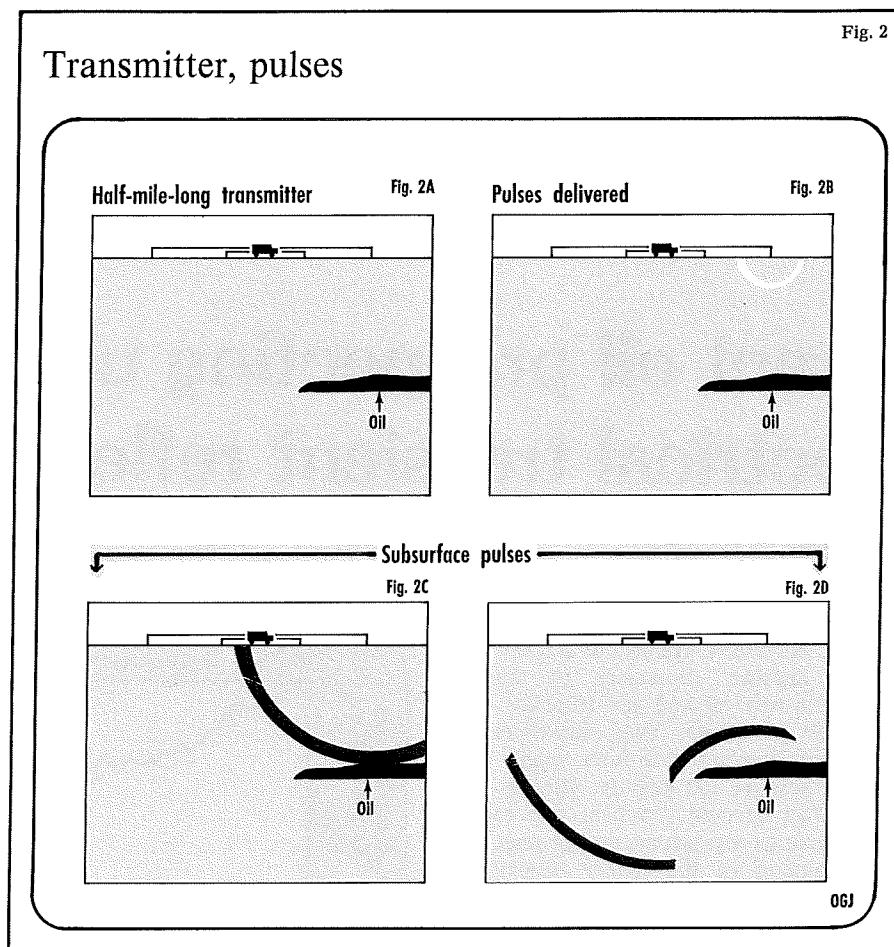 Fig. 2
Transmitter, pulses
Half-mile-long transmitter
Fig. 2A
Oil
Pulses delivered
Fig. 2B
Oil
Subsurface pulses
Fig. 2C
Oil
Fig. 2D
Oil
OGJ